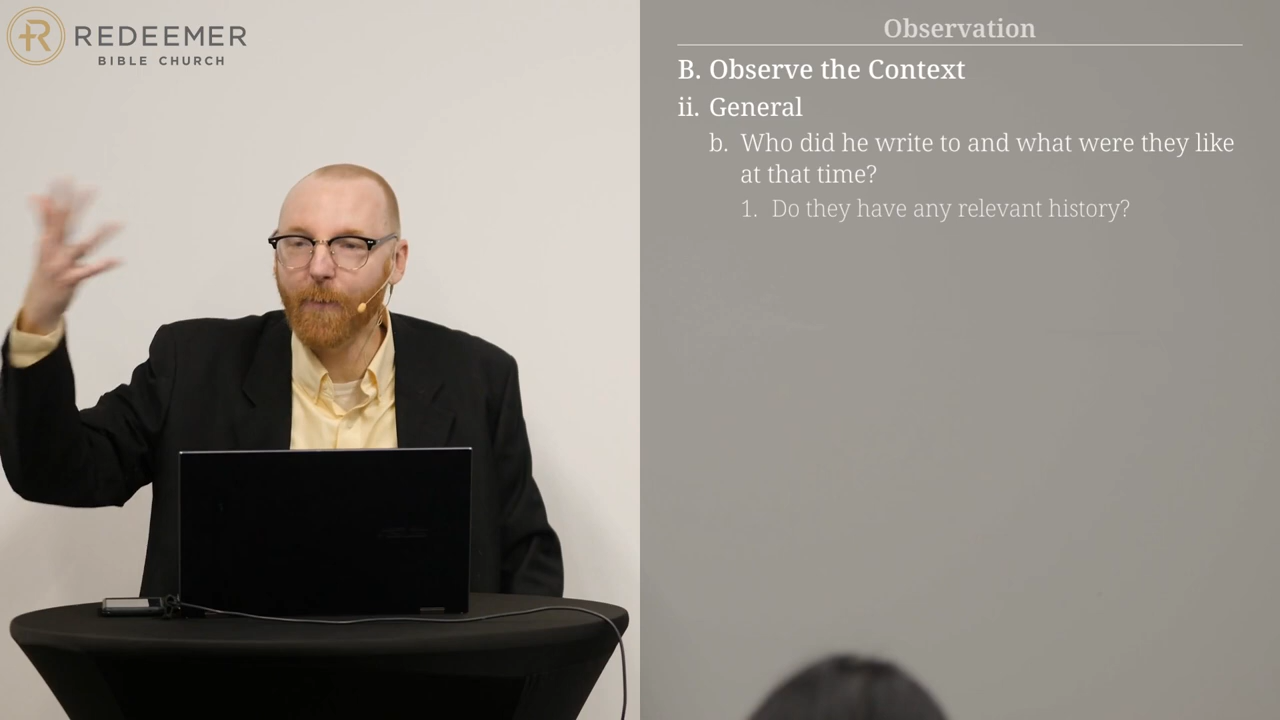 REDEEMER
BIBLE CHURCH
Observation
B. Observe the Context
ii. General
b. Who did he write to and what were they like
at that time?
1. Do they have any relevant history?